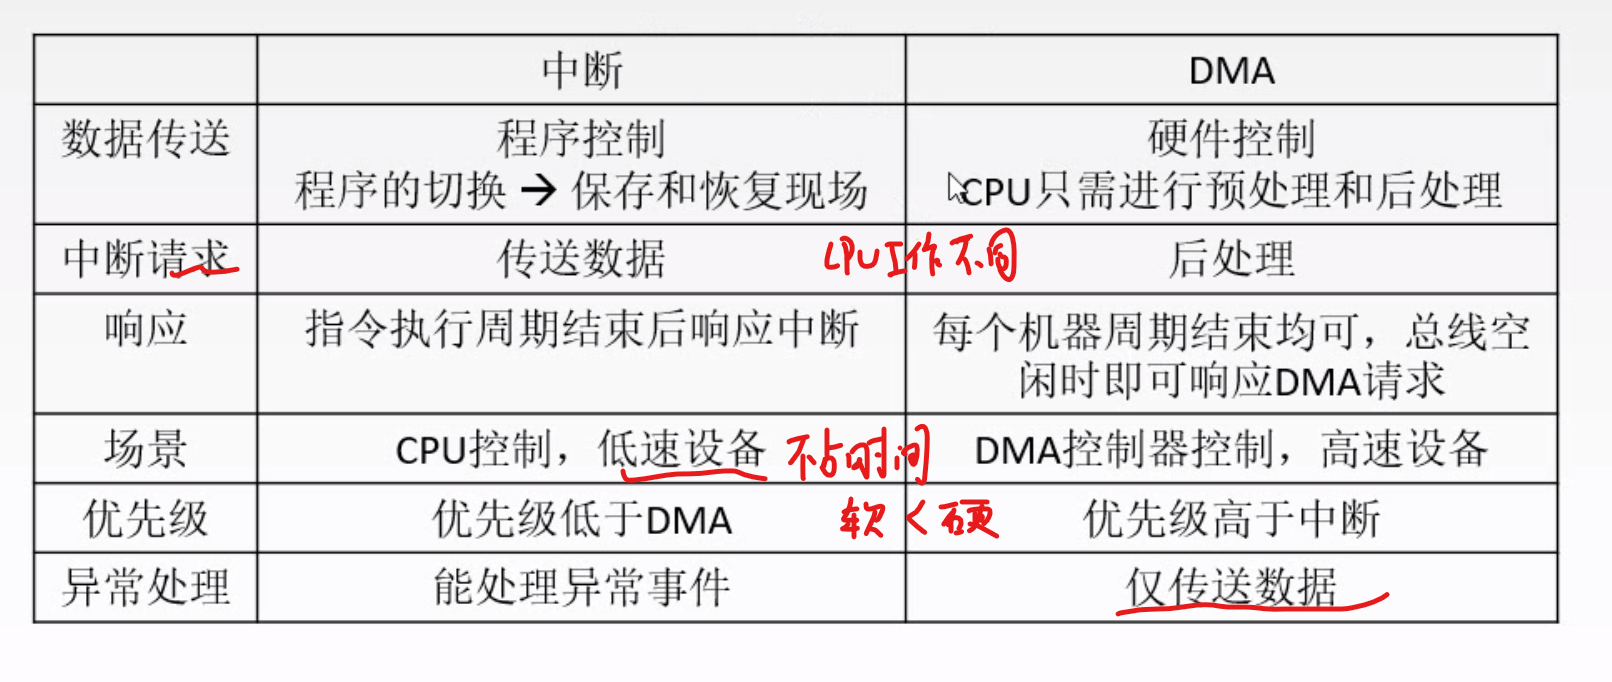 中断 DMA
数据传送 程序控制 硬件控制
程序的切换 → 保存和恢复现场 CPU只需进行预处理和后处理
中断请求 传送数据 CPU工作不同 后处理
响应 指令执行周期结束后响应中断 每个机器周期结束均可，总线空
闲时即可响应DMA请求
场景 CPU控制，低速设备 不占时间 DMA控制器控制，高速设备
优先级 优先级低于DMA 软<硬 优先级高于中断
异常处理 能处理异常事件 仅传送数据